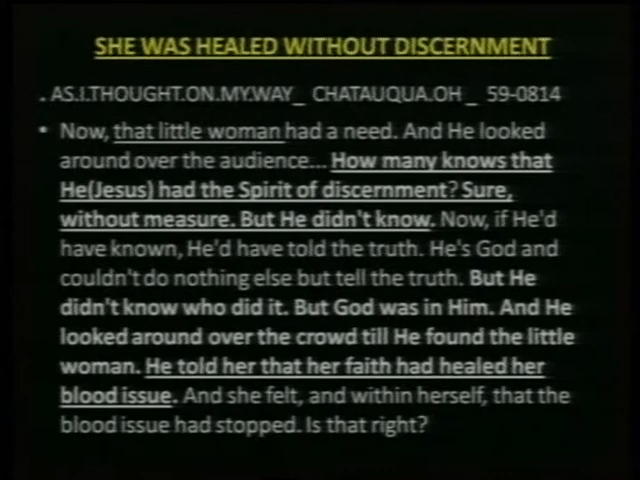 SHE WAS HEALED WITHOUT DISCERNMENT
. AS.I.THOUGHT.ON.MY.WAY_ CHATAUQUA.OH _ 59-0814
• Now, that little woman had a need. And He looked
around over the audience... How many knows that
He(Jesus) had the Spirit of discernment? Sure,
without measure. But He didn't know. Now, if He'd
have known, He'd have told the truth. He's God and
couldn't do nothing else but tell the truth. But He
didn't know who did it. But God was in Him. And He
looked around over the crowd till He found the little
woman. He told her that her faith had healed her
blood issue. And she felt, and within herself, that the
blood issue had stopped. Is that right?